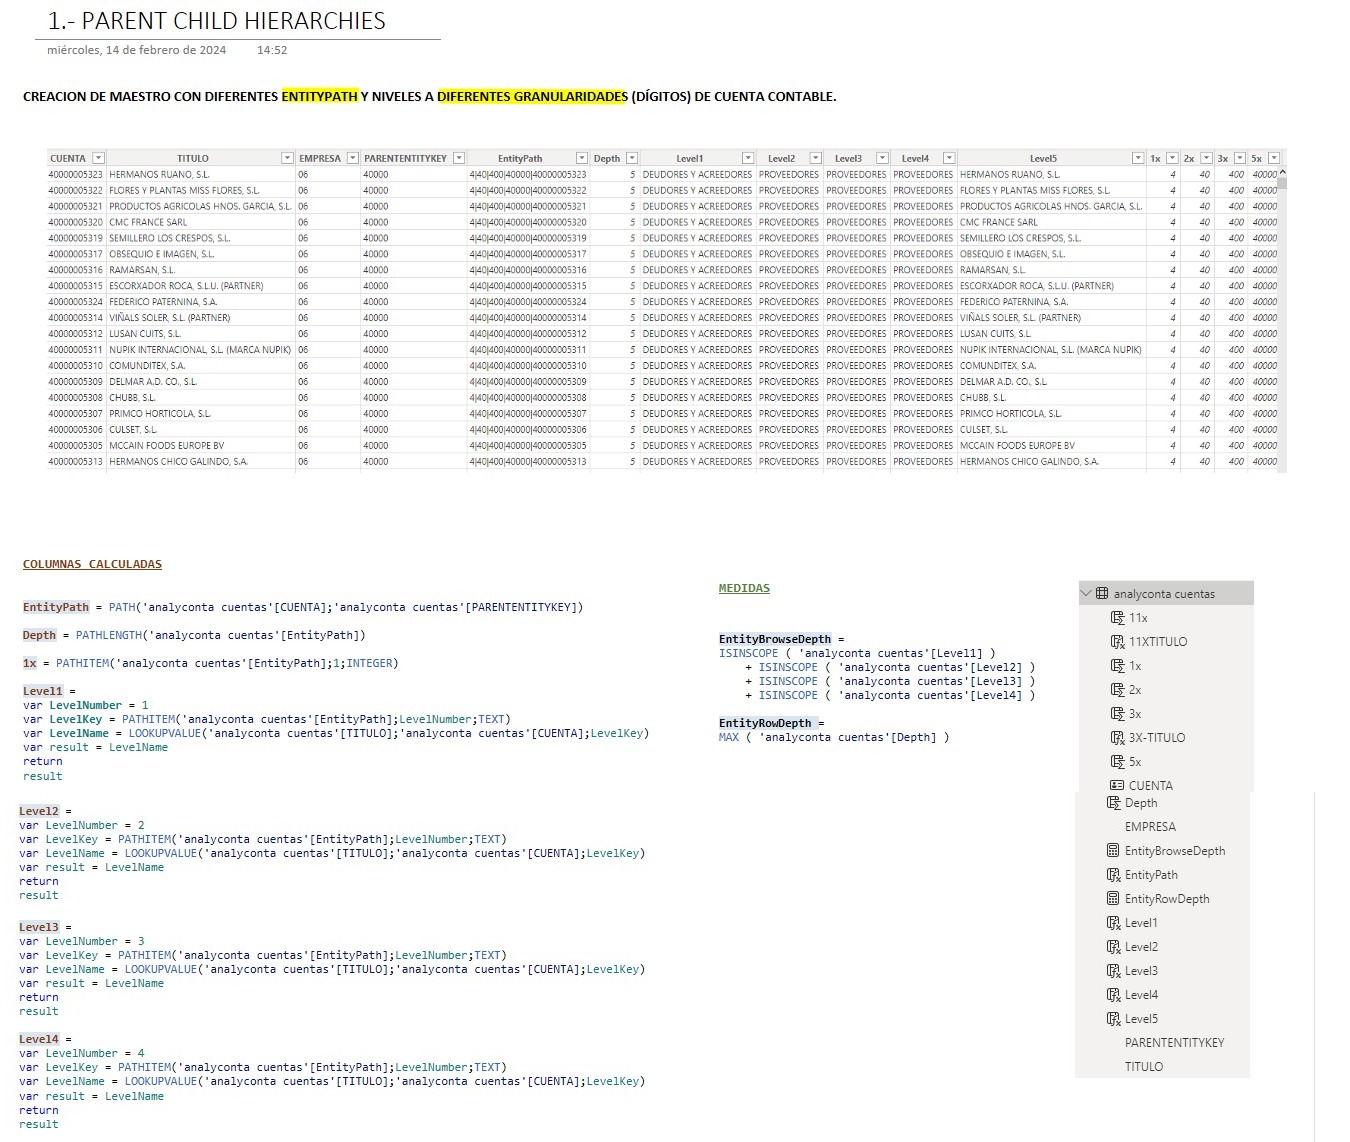 1.- PARENT CHILD HIERARCHIES
miércoles, 14 de febrero de 2024 14:52
CREACION DE MAESTRO CON DIFERENTES ENTITYPATH Y NIVELES A DIFERENTES GRANULARIDADES (DÍGITOS) DE CUENTA CONTABLE.
CUENTA TITULO EMPRESA PARENTENTITYKEY EntityPath Depth Level1 Level2 Level3 Level4 Level5 1x 2x 3x 5x
40000005323 HERMANOS RUANO, S.L. 06 40000 4|40|400|40000|40000005323 5 DEUDORES Y ACREEDORES PROVEEDORES PROVEEDORES PROVEEDORES HERMANOS RUANO, S.L. 4 40 400 40000
40000005322 FLORES Y PLANTAS MISS FLORES, S.L. 06 40000 4|40|400|40000|40000005322 5 DEUDORES Y ACREEDORES PROVEEDORES PROVEEDORES PROVEEDORES FLORES Y PLANTAS MISS FLORES, S.L. 4 40 400 40000
40000005321 PRODUCTOS AGRICOLAS HNOS. GARCIA, S.L. 06 40000 4|40|400|40000|40000005321 5 DEUDORES Y ACREEDORES PROVEEDORES PROVEEDORES PROVEEDORES PRODUCTOS AGRICOLAS HNOS. GARCIA, S.L. 4 40 400 40000
40000005320 CMC FRANCE SARL 06 40000 4|40|400|40000|40000005320 5 DEUDORES Y ACREEDORES PROVEEDORES PROVEEDORES PROVEEDORES CMC FRANCE SARL 4 40 400 40000
40000005319 SEMILLERO LOS CRESPOS, S.L. 06 40000 4|40|400|40000|40000005319 5 DEUDORES Y ACREEDORES PROVEEDORES PROVEEDORES PROVEEDORES SEMILLERO LOS CRESPOS, S.L. 4 40 400 40000
40000005317 OBSEQUIO E IMAGEN, S.L. 06 40000 4|40|400|40000|40000005317 5 DEUDORES Y ACREEDORES PROVEEDORES PROVEEDORES PROVEEDORES OBSEQUIO E IMAGEN, S.L. 4 40 400 40000
40000005316 RAMARSAN, S.L. 06 40000 4|40|400|40000|40000005316 5 DEUDORES Y ACREEDORES PROVEEDORES PROVEEDORES PROVEEDORES RAMARSAN, S.L. 4 40 400 40000
40000005315 ESCORXADOR ROCA, S.L.U. (PARTNER) 06 40000 4|40|400|40000|40000005315 5 DEUDORES Y ACREEDORES PROVEEDORES PROVEEDORES PROVEEDORES ESCORXADOR ROCA, S.L.U. (PARTNER) 4 40 400 40000
40000005324 FEDERICO PATERNINA, S.A. 06 40000 4|40|400|40000|40000005324 5 DEUDORES Y ACREEDORES PROVEEDORES PROVEEDORES PROVEEDORES FEDERICO PATERNINA, S.A. 4 40 400 40000
40000005314 VIÑALS SOLER, S.L. (PARTNER) 06 40000 4|40|400|40000|40000005314 5 DEUDORES Y ACREEDORES PROVEEDORES PROVEEDORES PROVEEDORES VIÑALS SOLER, S.L. (PARTNER) 4 40 400 40000
40000005312 LUSAN CUITS, S.L. 06 40000 4|40|400|40000|40000005312 5 DEUDORES Y ACREEDORES PROVEEDORES PROVEEDORES PROVEEDORES LUSAN CUITS, S.L. 4 40 400 40000
40000005311 NUPIK INTERNACIONAL, S.L. (MARCA NUPIK) 06 40000 4|40|400|40000|40000005311 5 DEUDORES Y ACREEDORES PROVEEDORES PROVEEDORES PROVEEDORES NUPIK INTERNACIONAL, S.L. (MARCA NUPIK) 4 40 400 40000
40000005310 COMUNDITEX, S.A. 06 40000 4|40|400|40000|40000005310 5 DEUDORES Y ACREEDORES PROVEEDORES PROVEEDORES PROVEEDORES COMUNDITEX, S.A. 4 40 400 40000
40000005309 DELMAR A.D. CO., S.L. 06 40000 4|40|400|40000|40000005309 5 DEUDORES Y ACREEDORES PROVEEDORES PROVEEDORES PROVEEDORES DELMAR A.D. CO., S.L. 4 40 400 40000
40000005308 CHUBB, S.L. 06 40000 4|40|400|40000|40000005308 5 DEUDORES Y ACREEDORES PROVEEDORES PROVEEDORES PROVEEDORES CHUBB, S.L. 4 40 400 40000
40000005307 PRIMCO HORTICOLA, S.L. 06 40000 4|40|400|40000|40000005307 5 DEUDORES Y ACREEDORES PROVEEDORES PROVEEDORES PROVEEDORES PRIMCO HORTICOLA, S.L. 4 40 400 40000
40000005306 CULSET, S.L. 06 40000 4|40|400|40000|40000005306 5 DEUDORES Y ACREEDORES PROVEEDORES PROVEEDORES PROVEEDORES CULSET, S.L. 4 40 400 40000
40000005305 MCCAIN FOODS EUROPE BV 06 40000 4|40|400|40000|40000005305 5 DEUDORES Y ACREEDORES PROVEEDORES PROVEEDORES PROVEEDORES MCCAIN FOODS EUROPE BV 4 40 400 40000
40000005313 HERMANOS CHICO GALINDO, S.A. 06 40000 4|40|400|40000|40000005313 5 DEUDORES Y ACREEDORES PROVEEDORES PROVEEDORES PROVEEDORES HERMANOS CHICO GALINDO, S.A. 4 40 400 40000
COLUMNAS CALCULADAS
EntityPath = PATH('analyconta cuentas'[CUENTA];'analyconta cuentas'[PARENTENTITYKEY])
Depth = PATHLENGTH('analyconta cuentas'[EntityPath])
1x = PATHITEM('analyconta cuentas'[EntityPath];1;INTEGER)
Level1 =
var LevelNumber = 1
var LevelKey = PATHITEM('analyconta cuentas'[EntityPath];LevelNumber;TEXT)
var LevelName = LOOKUPVALUE('analyconta cuentas'[TITULO];'analyconta cuentas'[CUENTA];LevelKey)
var result = LevelName
return
result
Level2 =
var LevelNumber = 2
var LevelKey = PATHITEM('analyconta cuentas'[EntityPath];LevelNumber;TEXT)
var LevelName = LOOKUPVALUE('analyconta cuentas'[TITULO];'analyconta cuentas'[CUENTA];LevelKey)
var result = LevelName
return
result
Level3 =
var LevelNumber = 3
var LevelKey = PATHITEM('analyconta cuentas'[EntityPath];LevelNumber;TEXT)
var LevelName = LOOKUPVALUE('analyconta cuentas'[TITULO];'analyconta cuentas'[CUENTA];LevelKey)
var result = LevelName
return
result
Level4 =
var LevelNumber = 4
var LevelKey = PATHITEM('analyconta cuentas'[EntityPath];LevelNumber;TEXT)
var LevelName = LOOKUPVALUE('analyconta cuentas'[TITULO];'analyconta cuentas'[CUENTA];LevelKey)
var result = LevelName
return
result
MEDIDAS
EntityBrowseDepth =
ISINSCOPE ( 'analyconta cuentas'[Level1] )
+ ISINSCOPE ( 'analyconta cuentas'[Level2] )
+ ISINSCOPE ( 'analyconta cuentas'[Level3] )
+ ISINSCOPE ( 'analyconta cuentas'[Level4] )
EntityRowDepth =
MAX ( 'analyconta cuentas'[Depth] )
analyconta cuentas
11x
11XTITULO
1x
2x
3x
3X-TITULO
5x
CUENTA
Depth
EMPRESA
EntityBrowseDepth
EntityPath
EntityRowDepth
Level1
Level2
Level3
Level4
Level5
PARENTENTITYKEY
TITULO